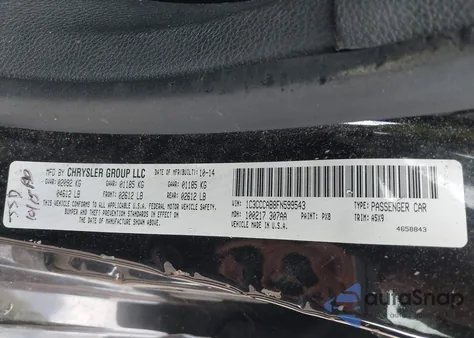 MFD BY CHRYSLER GROUP LLC
DATE OF MFR(BUILT): 10-14
GVWR: 02092 KG
GAWR: 01185 KG
GAWR: 01185 KG
04612 LB
FRONT: 02612 LB
REAR: 02612 LB
THIS VEHICLE CONFORMS TO ALL APPLICABLE U.S.A. FEDERAL MOTOR VEHICLE SAFETY,
BUMPER AND THEFT PREVENTION STANDARDS IN EFFECT ON
THE DATE OF MANUFACTURE SHOWN ABOVE.
VIN: 1C3CCCAB8FN599543
TYPE: PASSENGER CAR
MDH: 100217 307AA
PAINT: PX8
TRIM: A5X9
VEHICLE MADE IN U.S.A.
4658843
autoSnap